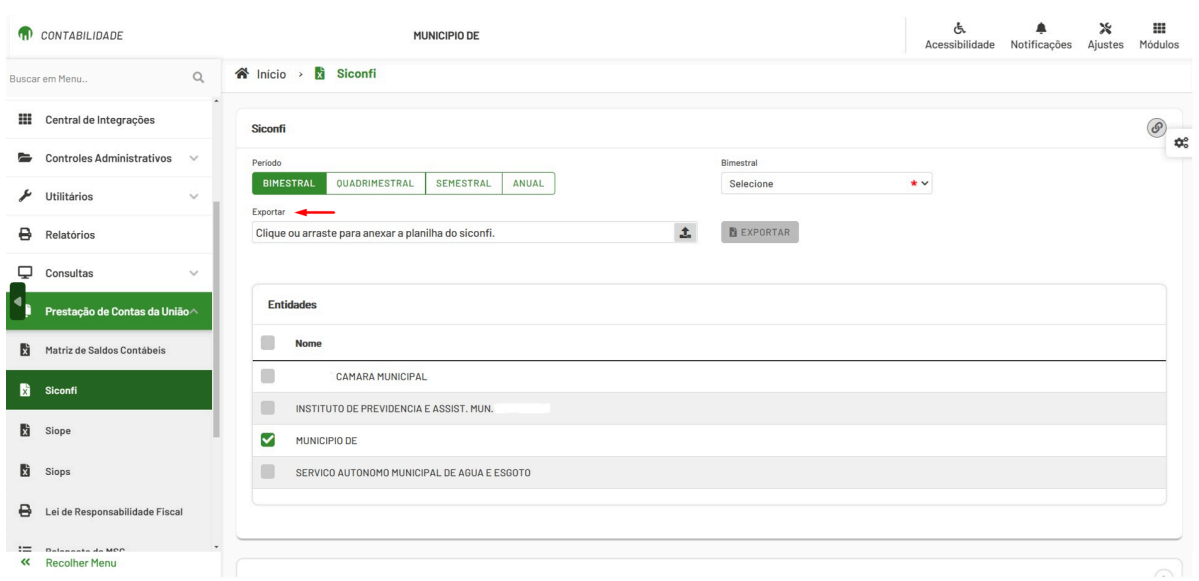 CONTABILIDADE
MUNICIPIO DE
Acessibilidade
Notificações
Ajustes
Módulos
Buscar em Menu..
Início › Siconfi
Central de Integrações
Controles Administrativos
Utilitários
Relatórios
Consultas
Prestação de Contas da União
Matriz de Saldos Contábeis
Siconfi
Siope
Siops
Lei de Responsabilidade Fiscal
Recolher Menu
Siconfi
Período
BIMESTRAL QUADRIMESTRAL SEMESTRAL ANUAL
Bimestral
Selecione *
Exportar
Clique ou arraste para anexar a planilha do siconfi.
EXPORTAR
Entidades
Nome
CAMARA MUNICIPAL
INSTITUTO DE PREVIDENCIA E ASSIST. MUN.
MUNICIPIO DE
SERVICO AUTONOMO MUNICIPAL DE AGUA E ESGOTO